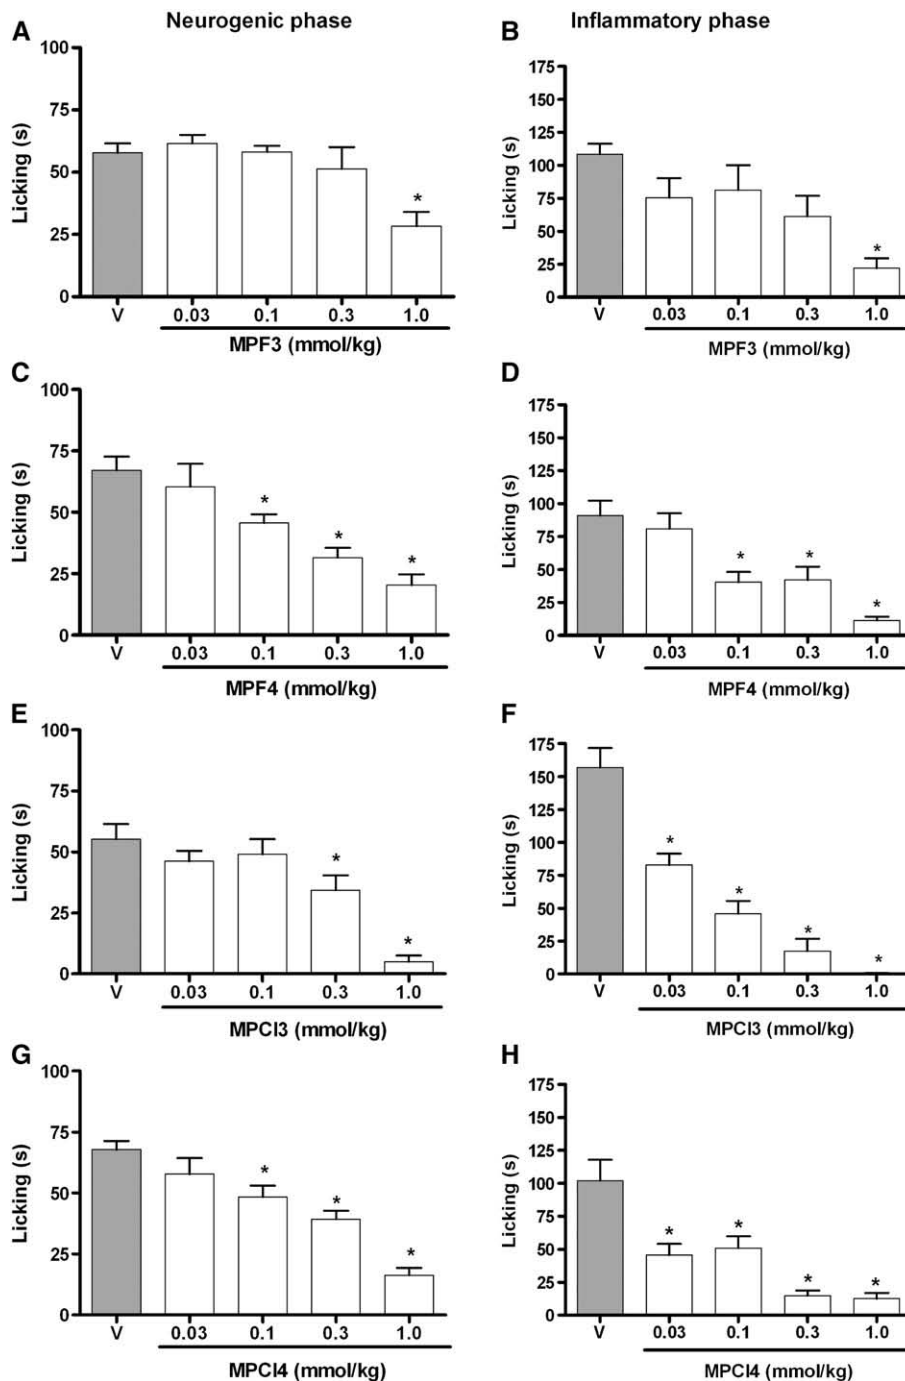 Neurogenic phase
Inflammatory phase
A
100
75
50
25
0
Licking (s)
*
V 0.03 0.1 0.3 1.0
MPF3 (mmol/kg)
B
175
150
125
100
75
50
25
0
Licking (s)
*
V 0.03 0.1 0.3 1.0
MPF3 (mmol/kg)
C
100
75
50
25
0
Licking (s)
* * *
V 0.03 0.1 0.3 1.0
MPF4 (mmol/kg)
D
175
150
125
100
75
50
25
0
Licking (s)
* * *
V 0.03 0.1 0.3 1.0
MPF4 (mmol/kg)
E
100
75
50
25
0
Licking (s)
* *
V 0.03 0.1 0.3 1.0
MPCl3 (mmol/kg)
F
175
150
125
100
75
50
25
0
Licking (s)
* * * *
V 0.03 0.1 0.3 1.0
MPCl3 (mmol/kg)
G
100
75
50
25
0
Licking (s)
* * *
V 0.03 0.1 0.3 1.0
MPCl4 (mmol/kg)
H
175
150
125
100
75
50
25
0
Licking (s)
* * * *
V 0.03 0.1 0.3 1.0
MPCl4 (mmol/kg)